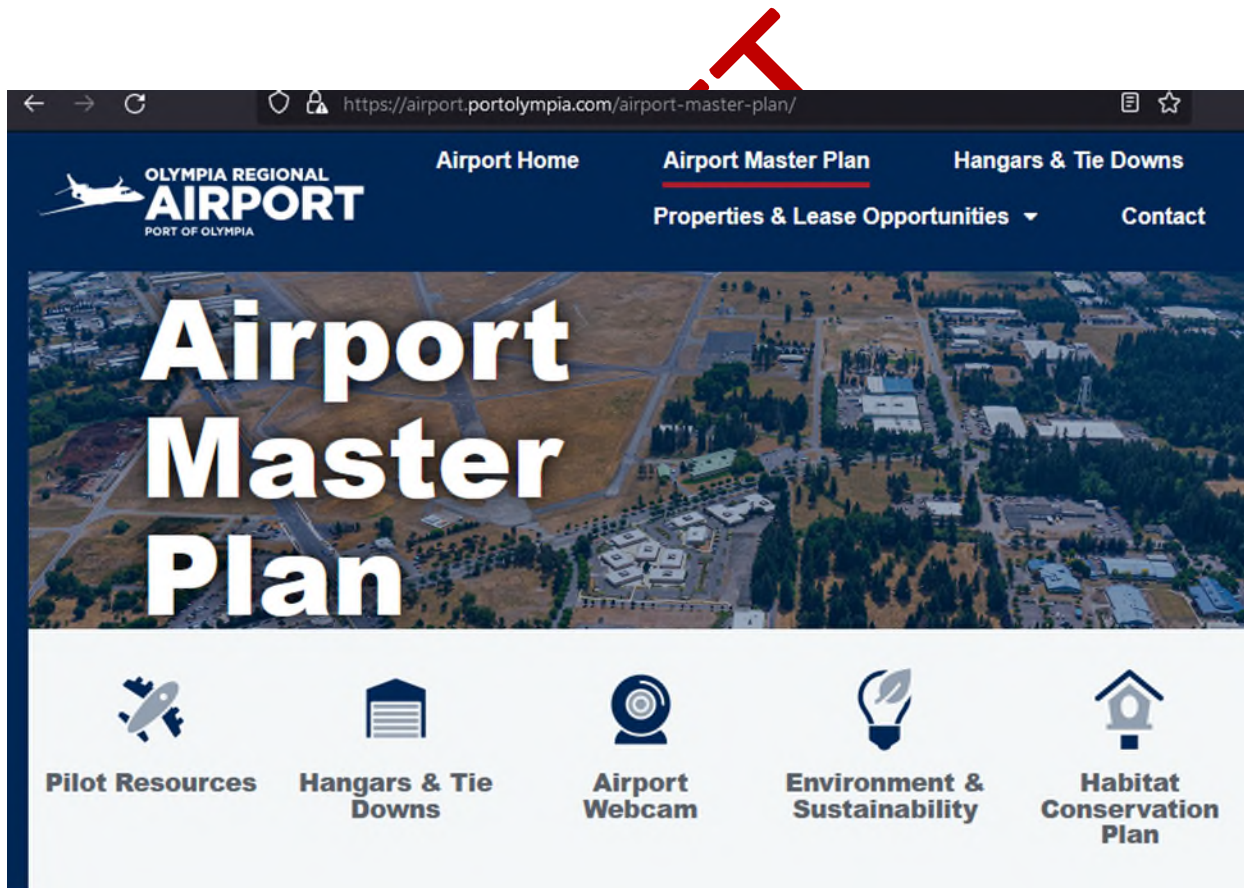 https://airport.portolympia.com/airport-master-plan/
OLYMPIA REGIONAL
AIRPORT
PORT OF OLYMPIA
Airport Home
Airport Master Plan
Hangars & Tie Downs
Properties & Lease Opportunities
Contact
Airport
Master
Plan
Pilot Resources
Hangars & Tie
Downs
Airport
Webcam
Environment &
Sustainability
Habitat
Conservation
Plan